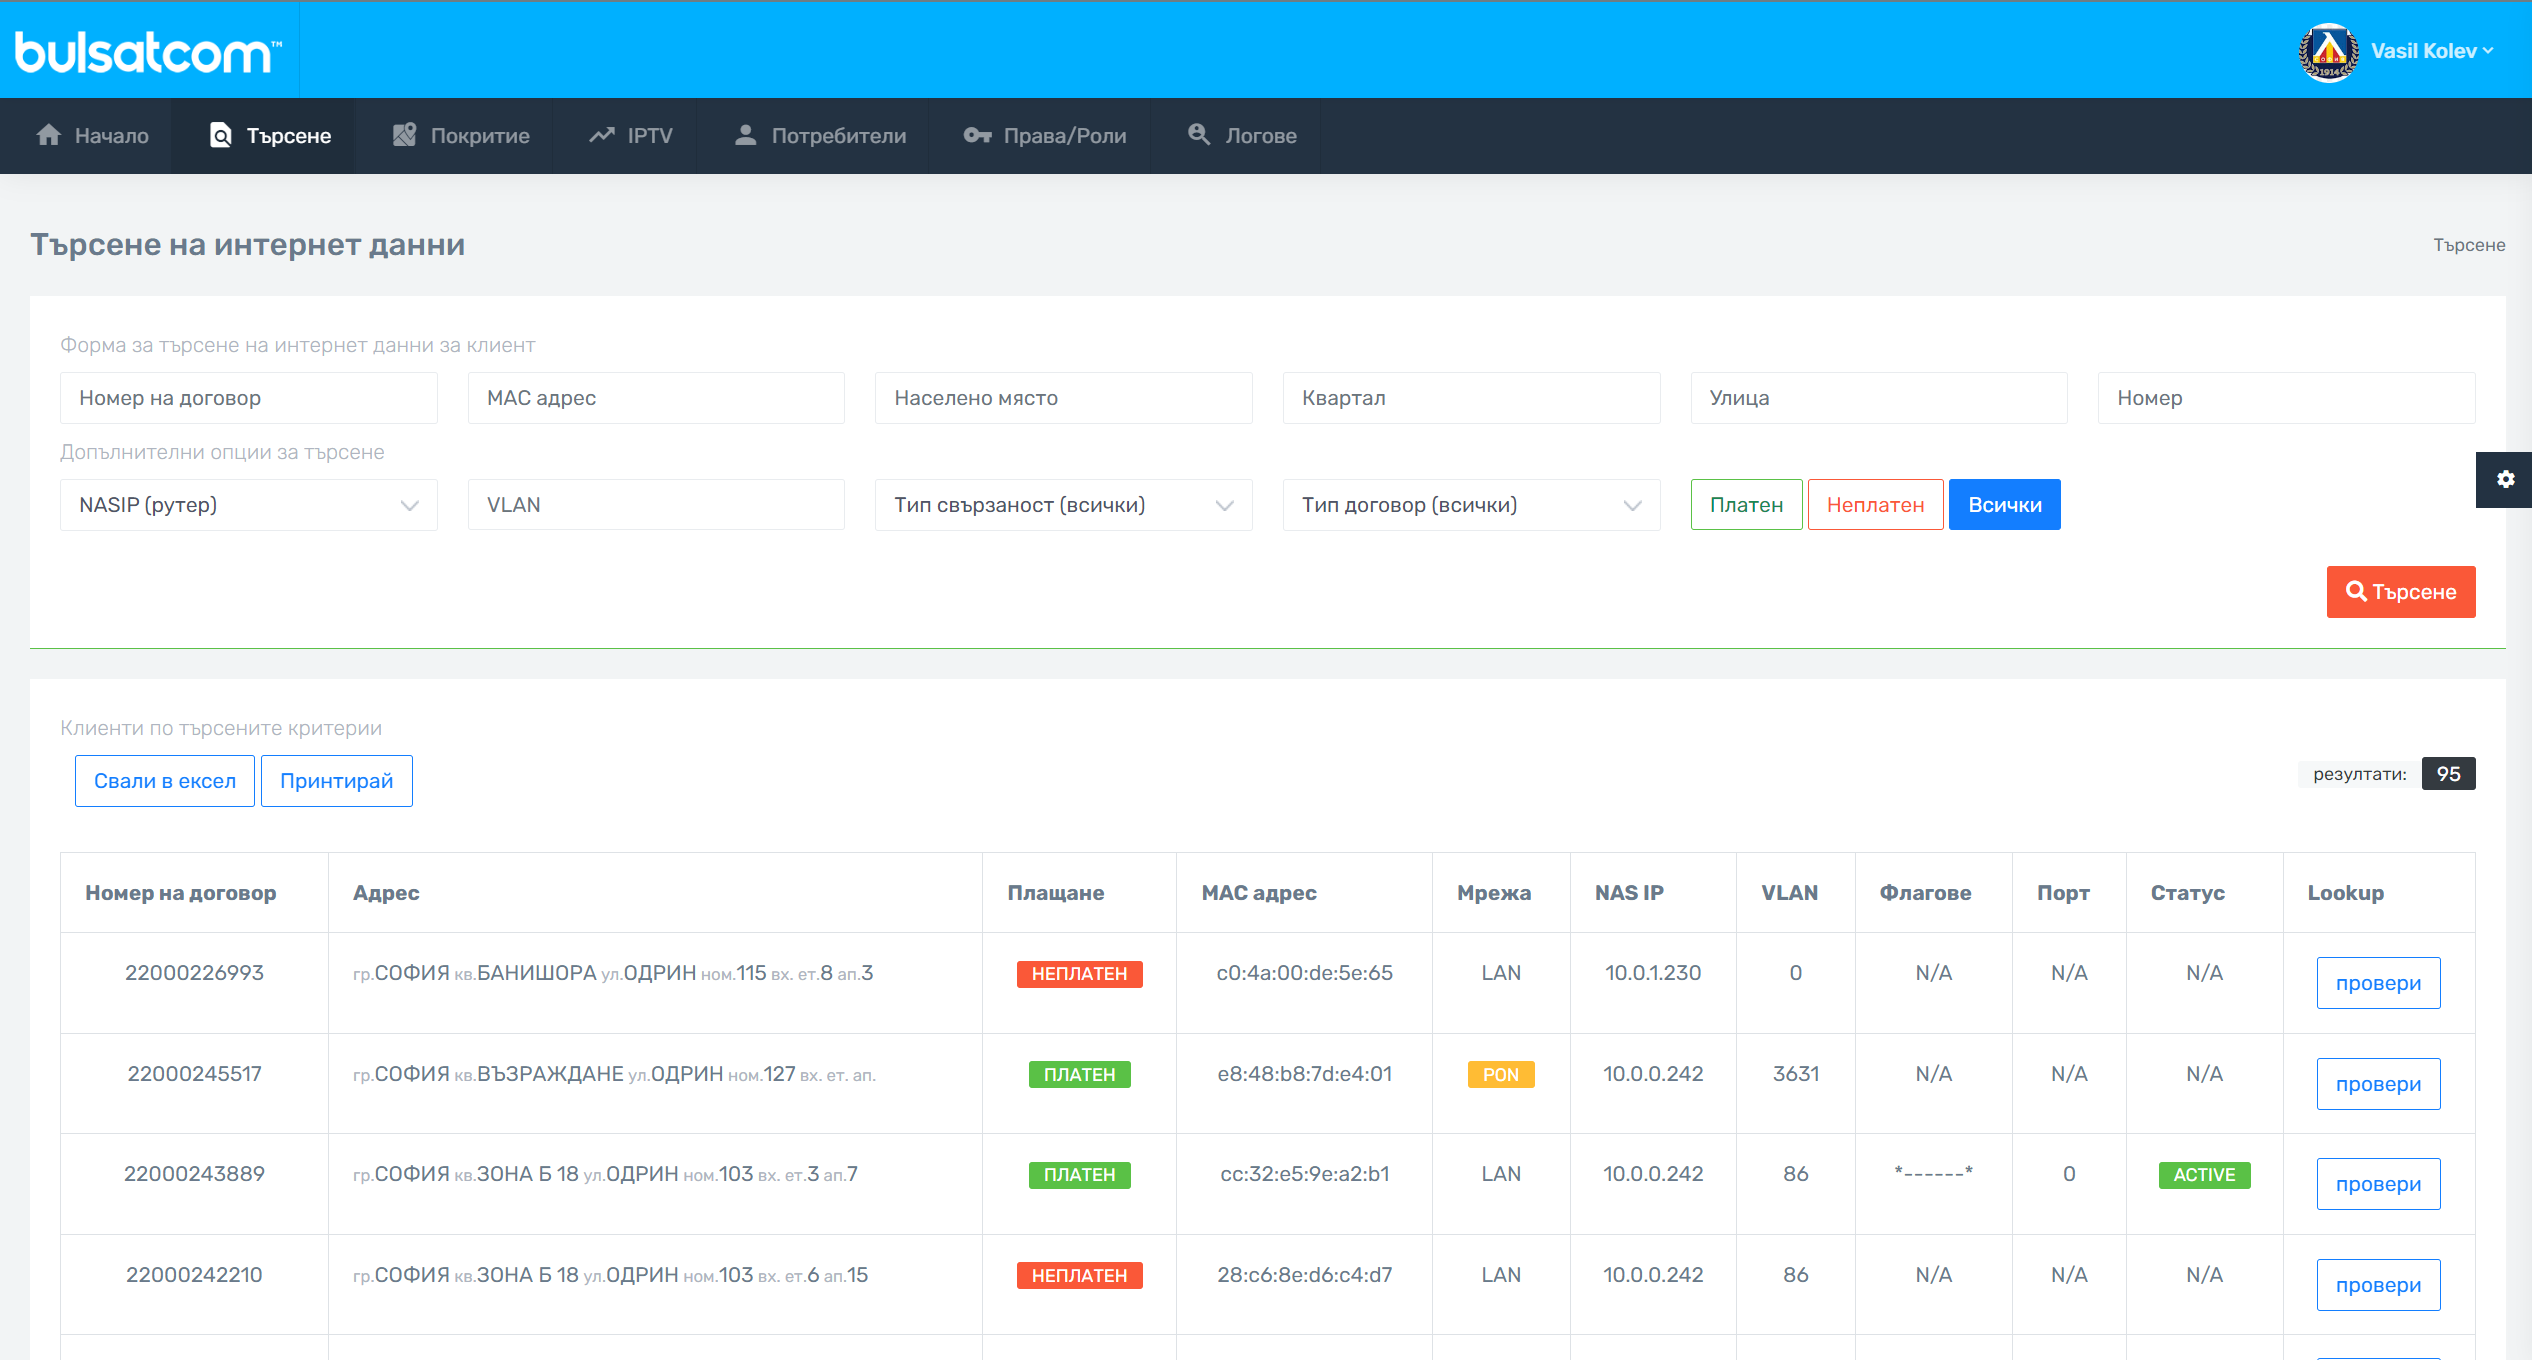 bulsatcom™
1914
Vasil Kolev
Начало Търсене Покритие IPTV Потребители Права/Роли Логове
Търсене на интернет данни
Търсене
Форма за търсене на интернет данни за клиент
Номер на договор MAC адрес Населено място Квартал Улица Номер
Допълнителни опции за търсене
NASIP (рутер) VLAN Тип свързаност (всички) Тип договор (всички) Платен Неплатен Всички
Търсене
Клиенти по търсените критерии
Свали в ексел Принтирай резултати: 95
Номер на договор Адрес Плащане MAC адрес Мрежа NAS IP VLAN Флагове Порт Статус Lookup
22000226993 гр.СОФИЯ кв.БАНИШОРА ул.ОДРИН ном.115 вх. ет.8 ап.3 НЕПЛАТЕН c0:4a:00:de:5e:65 LAN 10.0.1.230 0 N/A N/A N/A провери
22000245517 гр.СОФИЯ кв.ВЪЗРАЖДАНЕ ул.ОДРИН ном.127 вх. ет. ап. ПЛАТЕН e8:48:b8:7d:e4:01 PON 10.0.0.242 3631 N/A N/A N/A провери
22000243889 гр.СОФИЯ кв.ЗОНА Б 18 ул.ОДРИН ном.103 вх. ет.3 ап.7 ПЛАТЕН cc:32:e5:9e:a2:b1 LAN 10.0.0.242 86 *------* 0 ACTIVE провери
22000242210 гр.СОФИЯ кв.ЗОНА Б 18 ул.ОДРИН ном.103 вх. ет.6 ап.15 НЕПЛАТЕН 28:c6:8e:d6:c4:d7 LAN 10.0.0.242 86 N/A N/A N/A провери